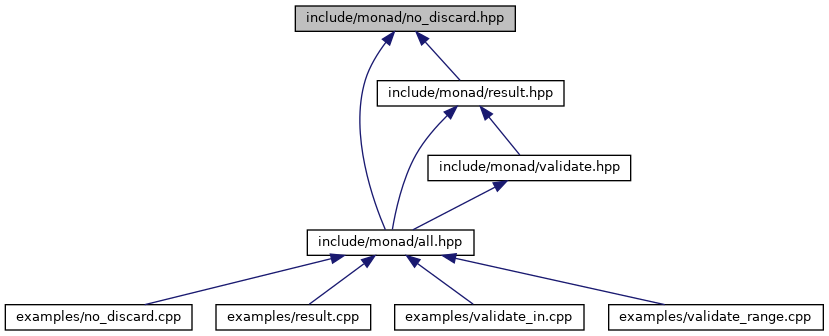 include/monad/no_discard.hpp
include/monad/result.hpp
include/monad/validate.hpp
include/monad/all.hpp
examples/no_discard.cpp
examples/result.cpp
examples/validate_in.cpp
examples/validate_range.cpp